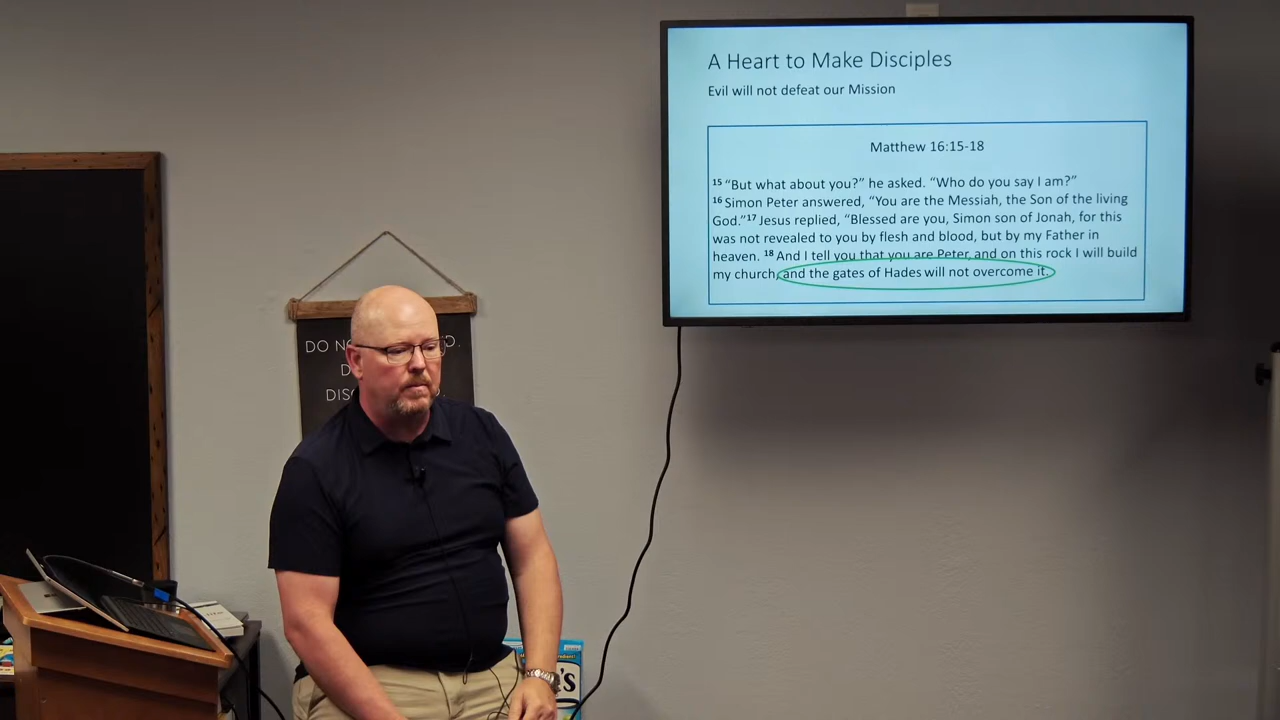 A Heart to Make Disciples
Evil will not defeat our Mission
Matthew 16:15-18
15 “But what about you?” he asked. “Who do you say I am?”
16 Simon Peter answered, “You are the Messiah, the Son of the living
God.”17 Jesus replied, “Blessed are you, Simon son of Jonah, for this
was not revealed to you by flesh and blood, but by my Father in
heaven. 18 And I tell you that you are Peter, and on this rock I will build
my church, and the gates of Hades will not overcome it.
DO